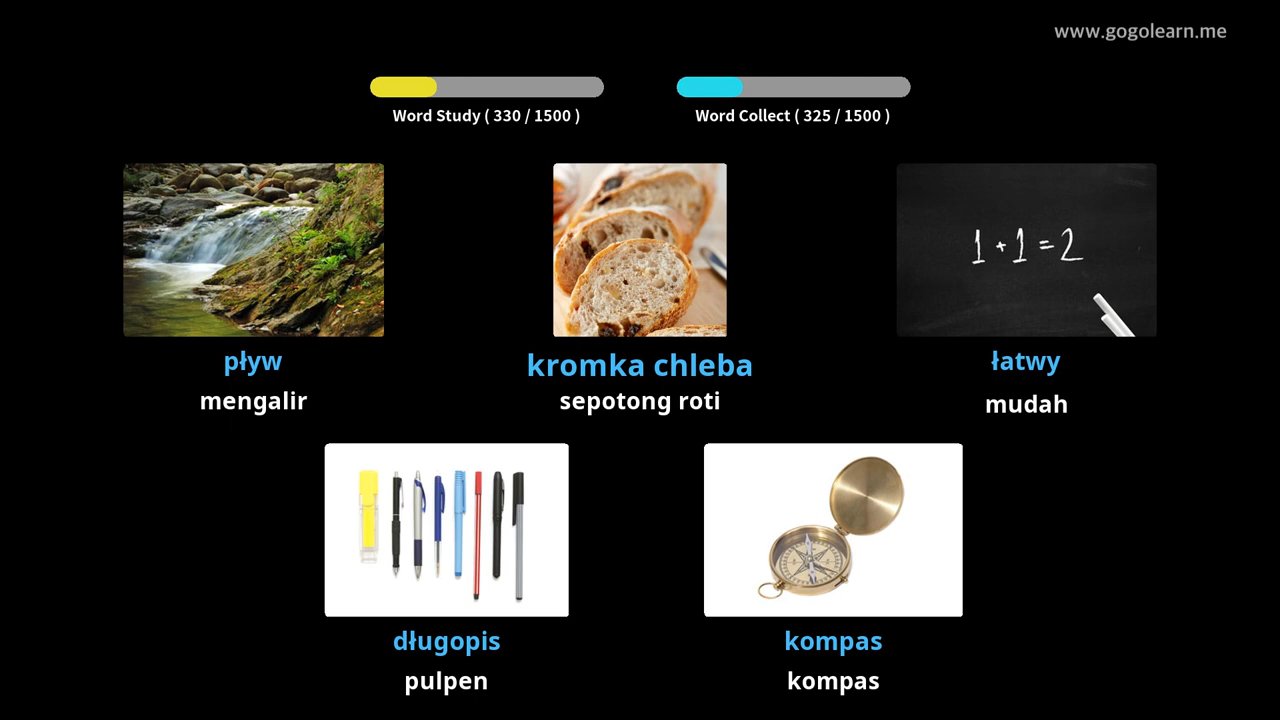 www.gogolearn.me
Word Study ( 330 / 1500 )
Word Collect ( 325 / 1500 )
1 + 1 = 2
pływ
kromka chleba
łatwy
mengalir
sepotong roti
mudah
długopis
kompas
pulpen
kompas